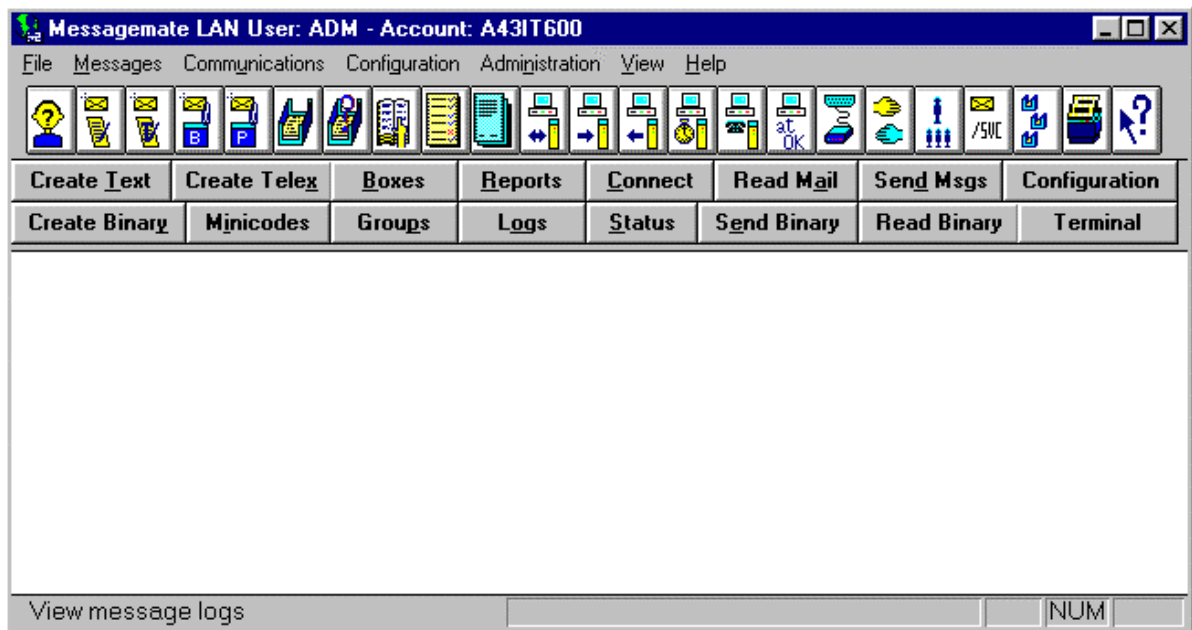 Messagemate LAN User: ADM - Account: A43IT600
File Messages Communications Configuration Administration View Help
B P at OK /SVC
Create Text Create Telex Boxes Reports Connect Read Mail Send Msgs Configuration
Create Binary Minicodes Groups Logs Status Send Binary Read Binary Terminal
View message logs NUM